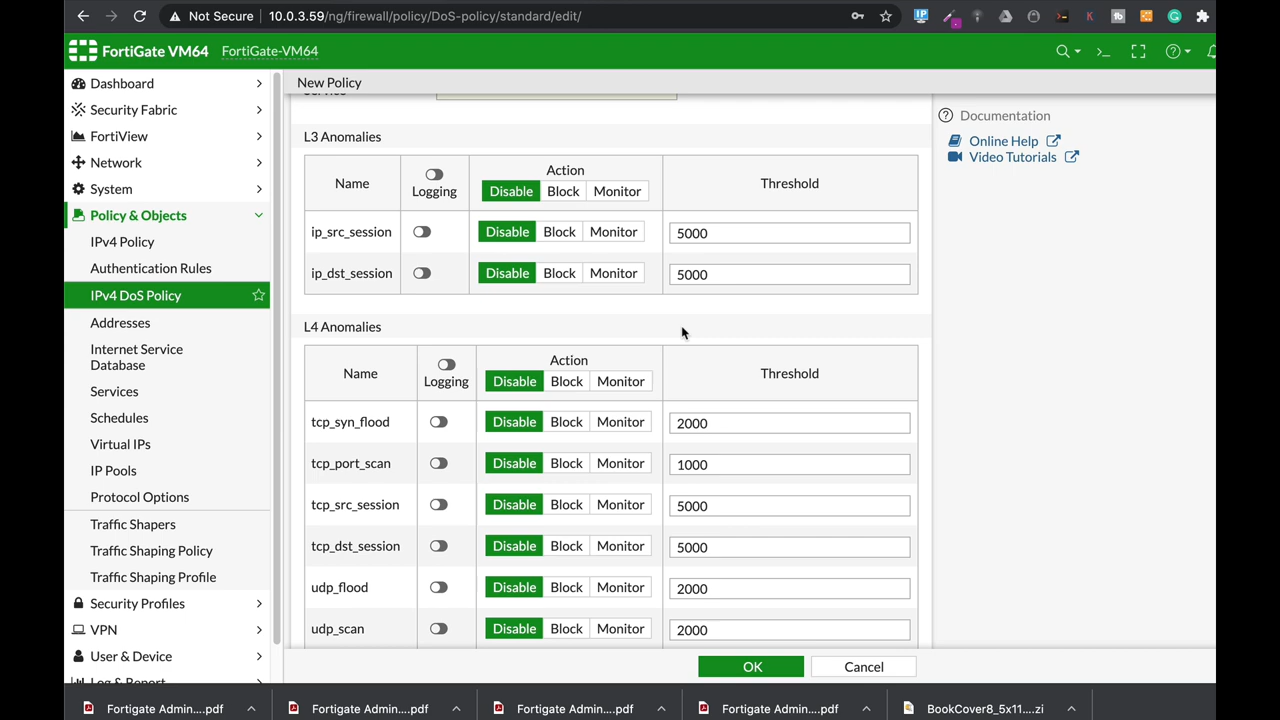 Not Secure | 10.0.3.59/ng/firewall/policy/DoS-policy/standard/edit/
FortiGate VM64 FortiGate-VM64
Dashboard
Security Fabric
FortiView
Network
System
Policy & Objects
IPv4 Policy
Authentication Rules
IPv4 DoS Policy
Addresses
Internet Service
Database
Services
Schedules
Virtual IPs
IP Pools
Protocol Options
Traffic Shapers
Traffic Shaping Policy
Traffic Shaping Profile
Security Profiles
VPN
User & Device
Log & Report
New Policy
Service
L3 Anomalies
Name Logging Action Threshold
Disable Block Monitor
ip_src_session Disable Block Monitor 5000
ip_dst_session Disable Block Monitor 5000
L4 Anomalies
Name Logging Action Threshold
Disable Block Monitor
tcp_syn_flood Disable Block Monitor 2000
tcp_port_scan Disable Block Monitor 1000
tcp_src_session Disable Block Monitor 5000
tcp_dst_session Disable Block Monitor 5000
udp_flood Disable Block Monitor 2000
udp_scan Disable Block Monitor 2000
OK Cancel
Documentation
Online Help
Video Tutorials
Fortigate Admin....pdf Fortigate Admin....pdf Fortigate Admin....pdf Fortigate Admin....pdf BookCover8_5x11....zi